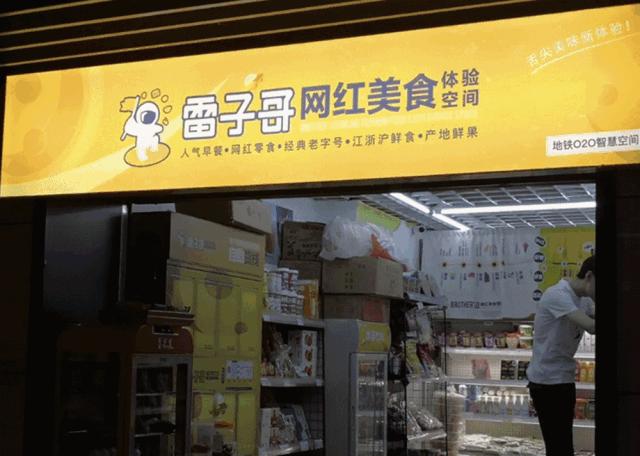 舌尖美味新体验！
雷子哥 网红美食 体验空间
人气早餐•网红零食•经典老字号•江浙沪鲜食•产地鲜果
地铁O2O智慧空间
BROTHER'